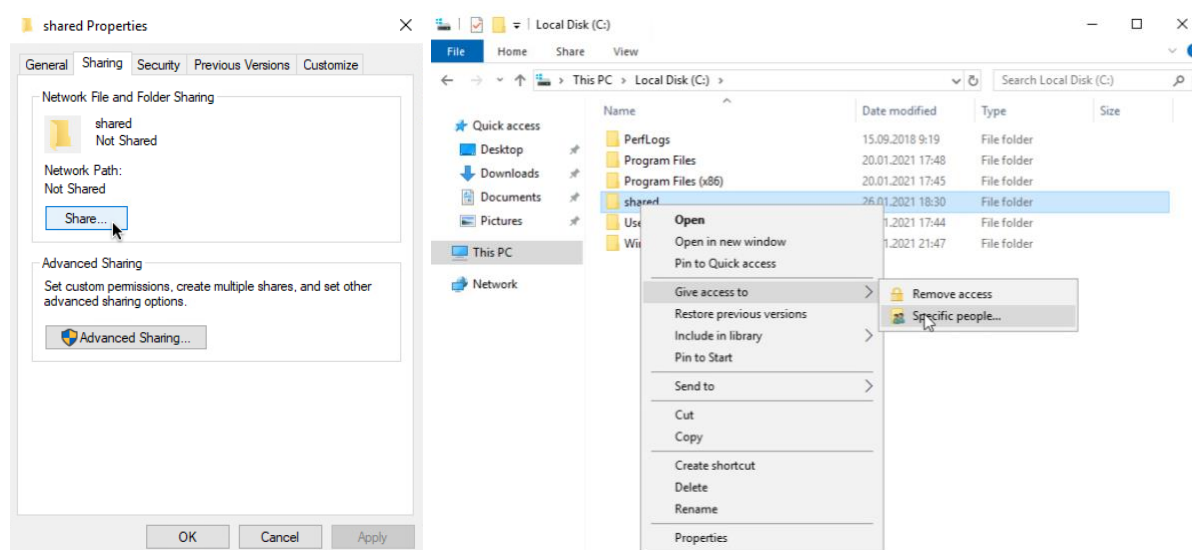 shared Properties
General Sharing Security Previous Versions Customize
Network File and Folder Sharing
shared
Not Shared
Network Path:
Not Shared
Share...
Advanced Sharing
Set custom permissions, create multiple shares, and set other
advanced sharing options.
Advanced Sharing...
OK Cancel Apply
Local Disk (C:)
File Home Share View
This PC > Local Disk (C:) >
Search Local Disk (C:)
Quick access
Desktop
Downloads
Documents
Pictures
This PC
Network
Name Date modified Type Size
PerfLogs 15.09.2018 9:19 File folder
Program Files 20.01.2021 17:48 File folder
Program Files (x86) 20.01.2021 17:45 File folder
shared 26.01.2021 18:30 File folder
Use 1.2021 17:44 File folder
Wi 1.2021 21:47 File folder
Open
Open in new window
Pin to Quick access
Give access to
Restore previous versions
Include in library
Pin to Start
Send to
Cut
Copy
Create shortcut
Delete
Rename
Properties
Remove access
Specific people...